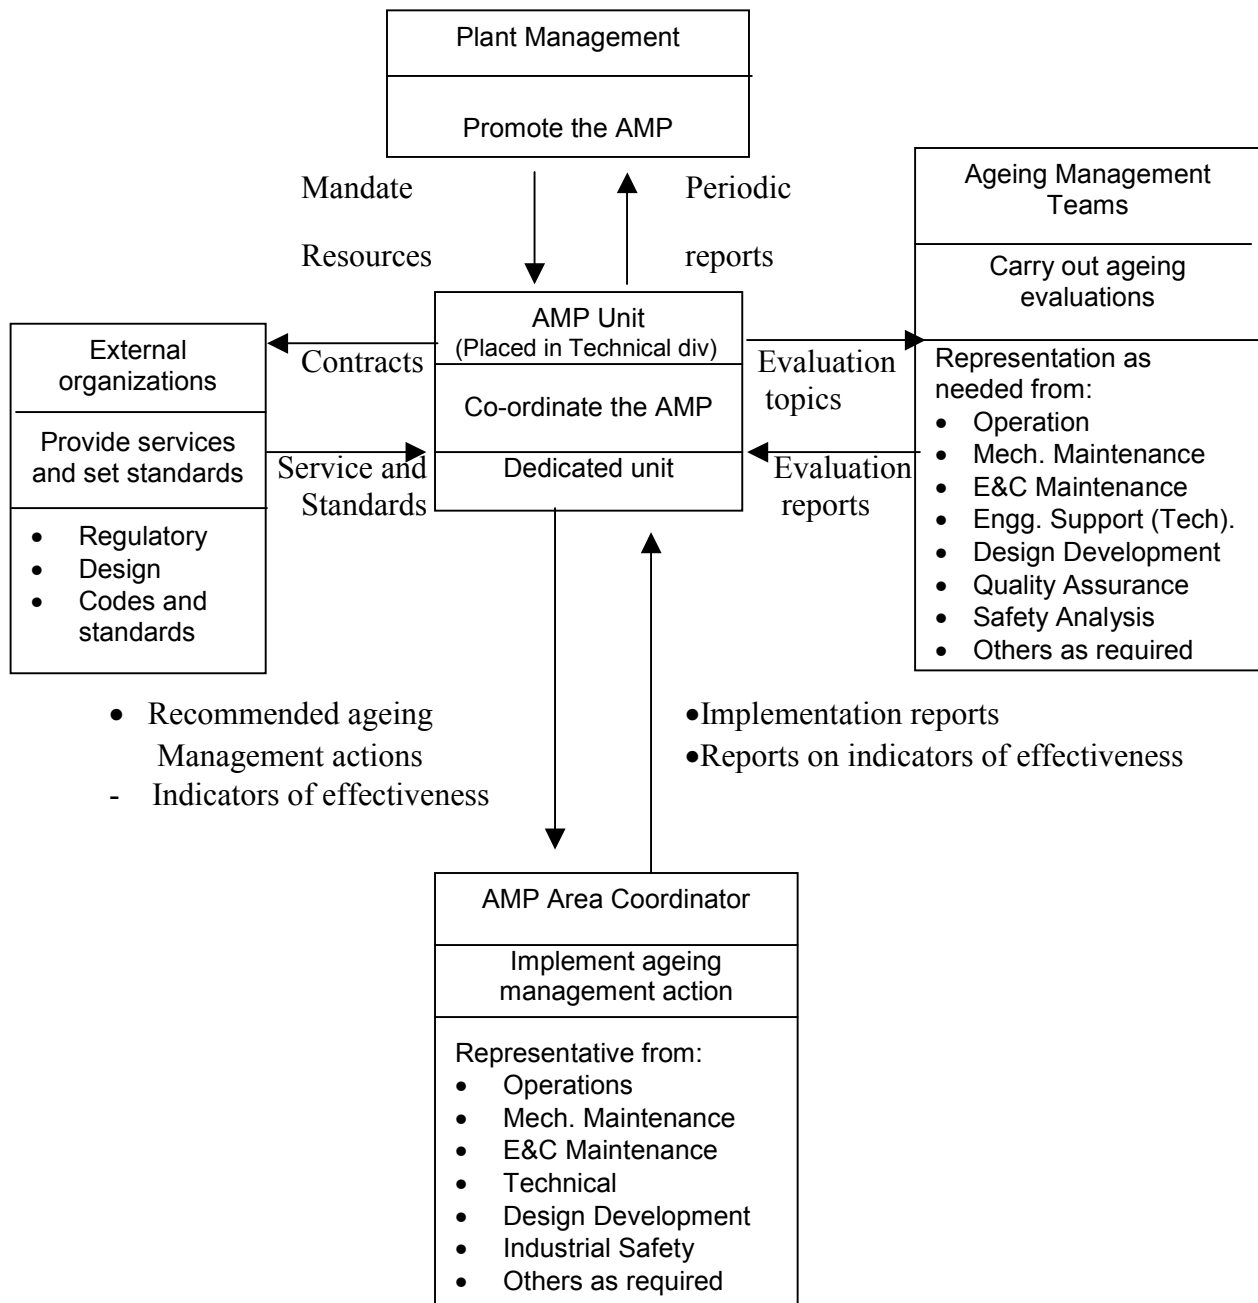 Plant Management
Promote the AMP
Mandate
Resources
Periodic
reports
Ageing Management
Teams
Carry out ageing
evaluations
Representation as
needed from:
• Operation
• Mech. Maintenance
• E&C Maintenance
• Engg. Support (Tech).
• Design Development
• Quality Assurance
• Safety Analysis
• Others as required
AMP Unit
(Placed in Technical div)
Co-ordinate the AMP
Dedicated unit
External
organizations
Provide services
and set standards
• Regulatory
• Design
• Codes and
standards
Contracts
Service and
Standards
Evaluation
topics
Evaluation
reports
• Recommended ageing
Management actions
- Indicators of effectiveness
•Implementation reports
•Reports on indicators of effectiveness
AMP Area Coordinator
Implement ageing
management action
Representative from:
• Operations
• Mech. Maintenance
• E&C Maintenance
• Technical
• Design Development
• Industrial Safety
• Others as required